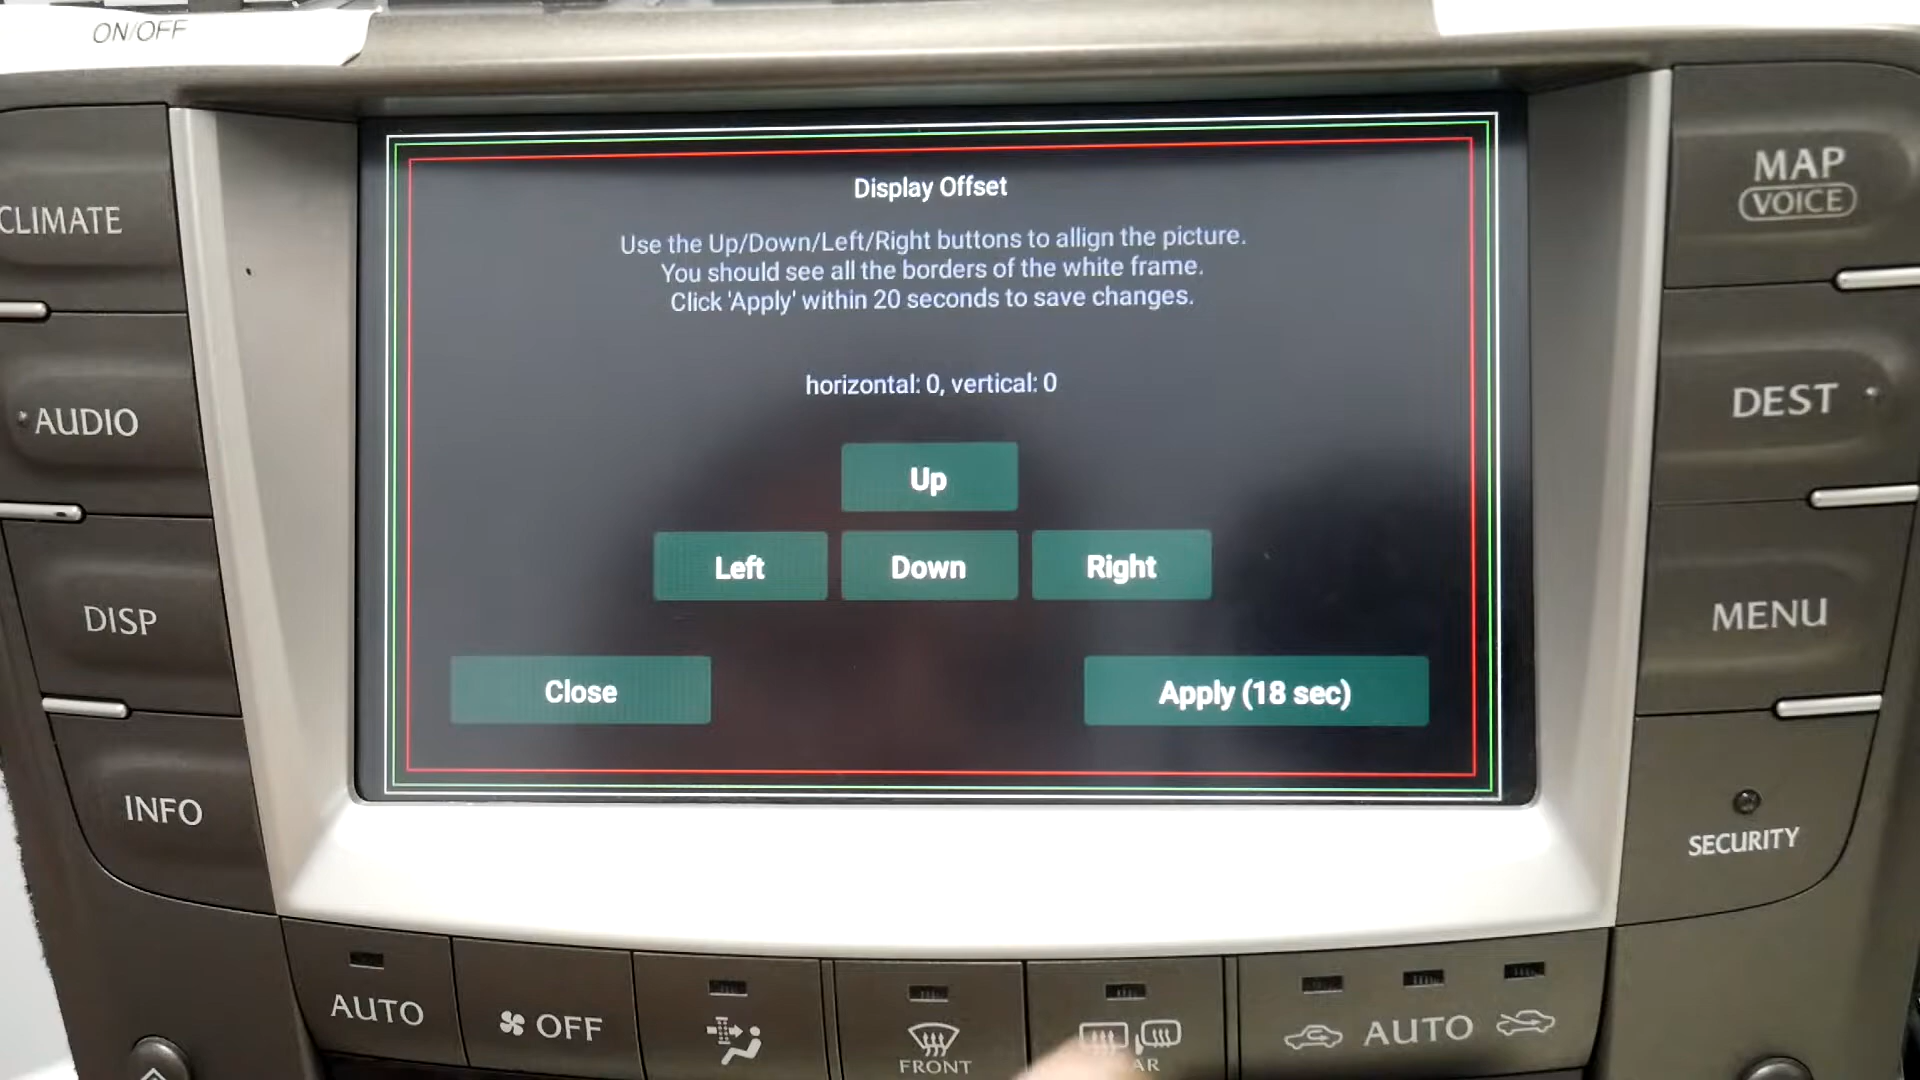 ON/OFF
CLIMATE
AUDIO
DISP
INFO
Display Offset
Use the Up/Down/Left/Right buttons to allign the picture.
You should see all the borders of the white frame.
Click 'Apply' within 20 seconds to save changes.
horizontal: 0, vertical: 0
Up
Left Down Right
Close Apply (18 sec)
MAP
VOICE
DEST
MENU
SECURITY
AUTO
OFF
FRONT
AUTO